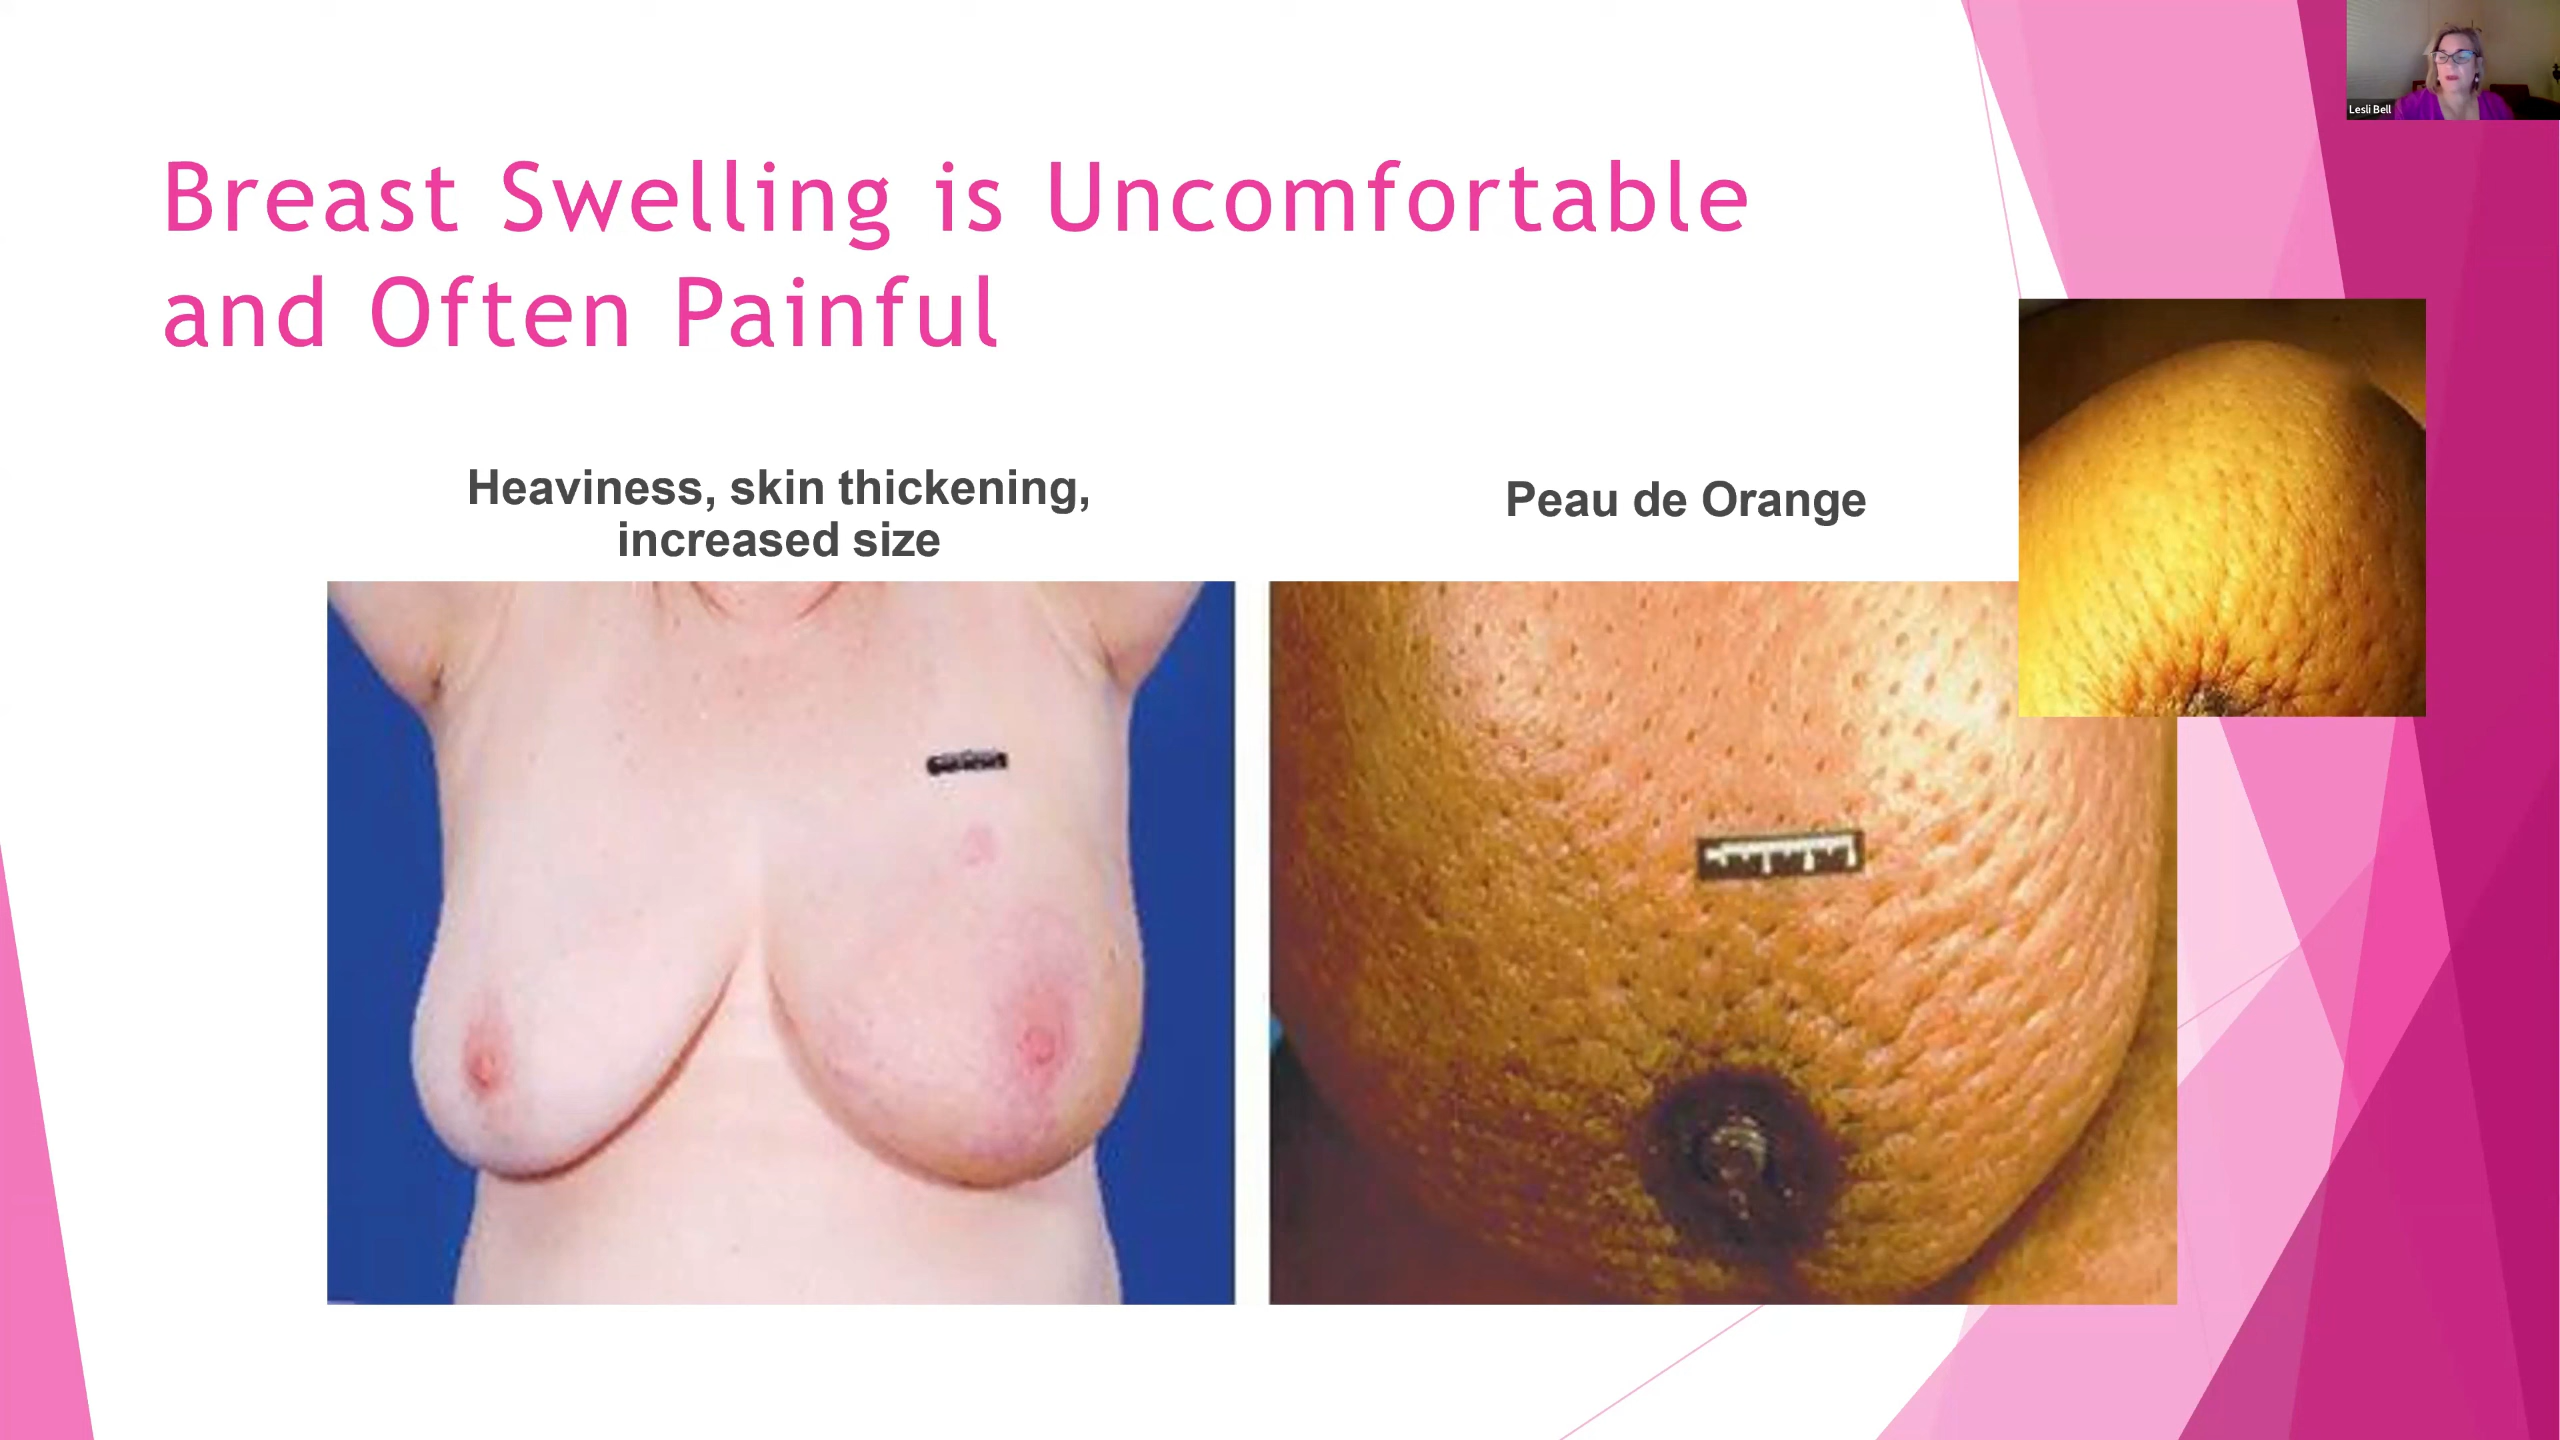 Lesli Bell
Breast Swelling is Uncomfortable
and Often Painful
Heaviness, skin thickening,
increased size
Peau de Orange